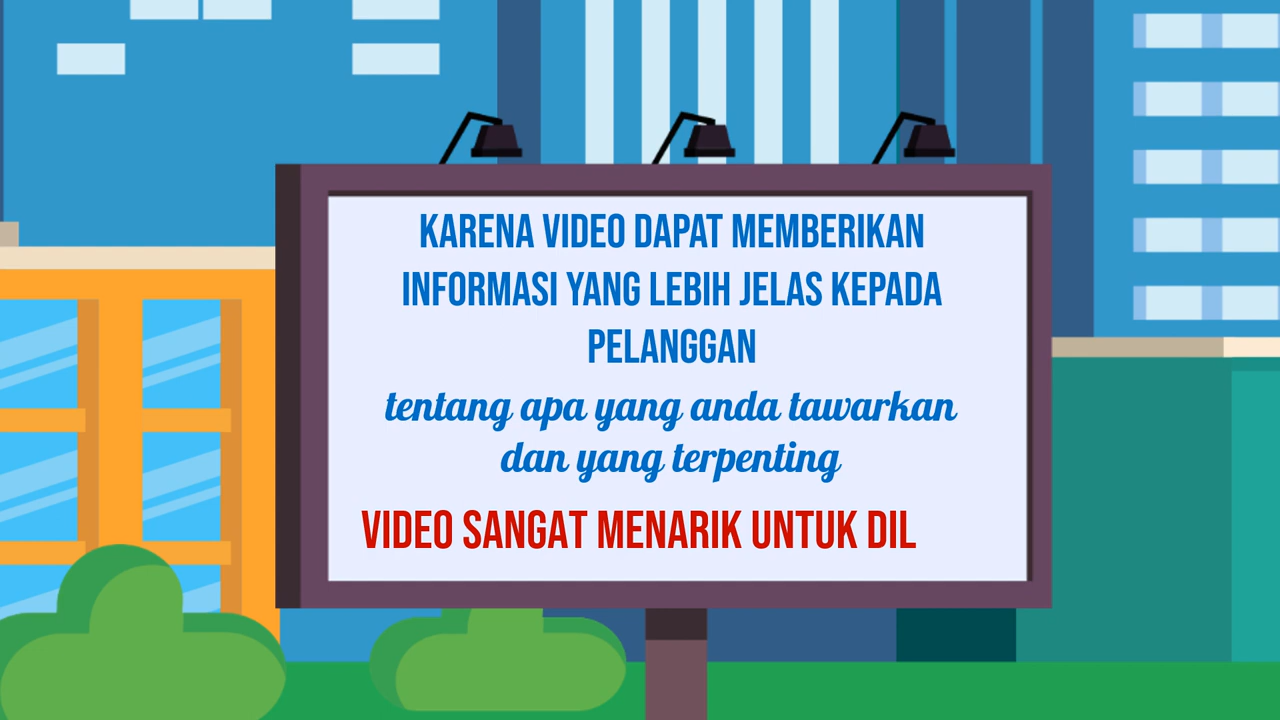 KARENA VIDEO DAPAT MEMBERIKAN
INFORMASI YANG LEBIH JELAS KEPADA
PELANGGAN
tentang apa yang anda tawarkan
dan yang terpenting
VIDEO SANGAT MENARIK UNTUK DIL